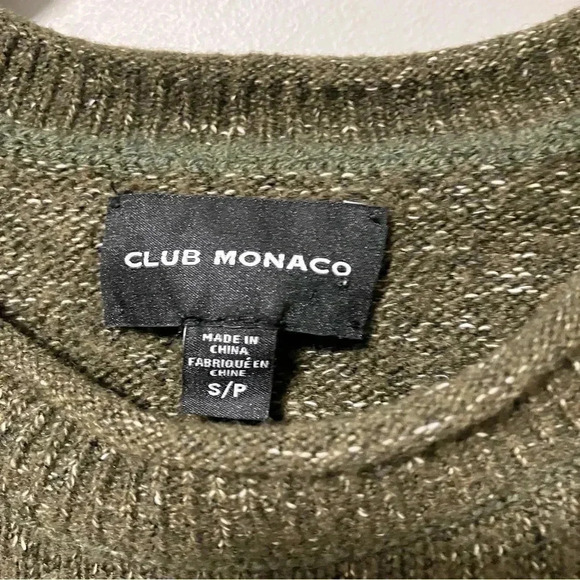 CLUB MONACO
MADE IN
CHINA
FABRIQUÉ EN
CHINE
S/P